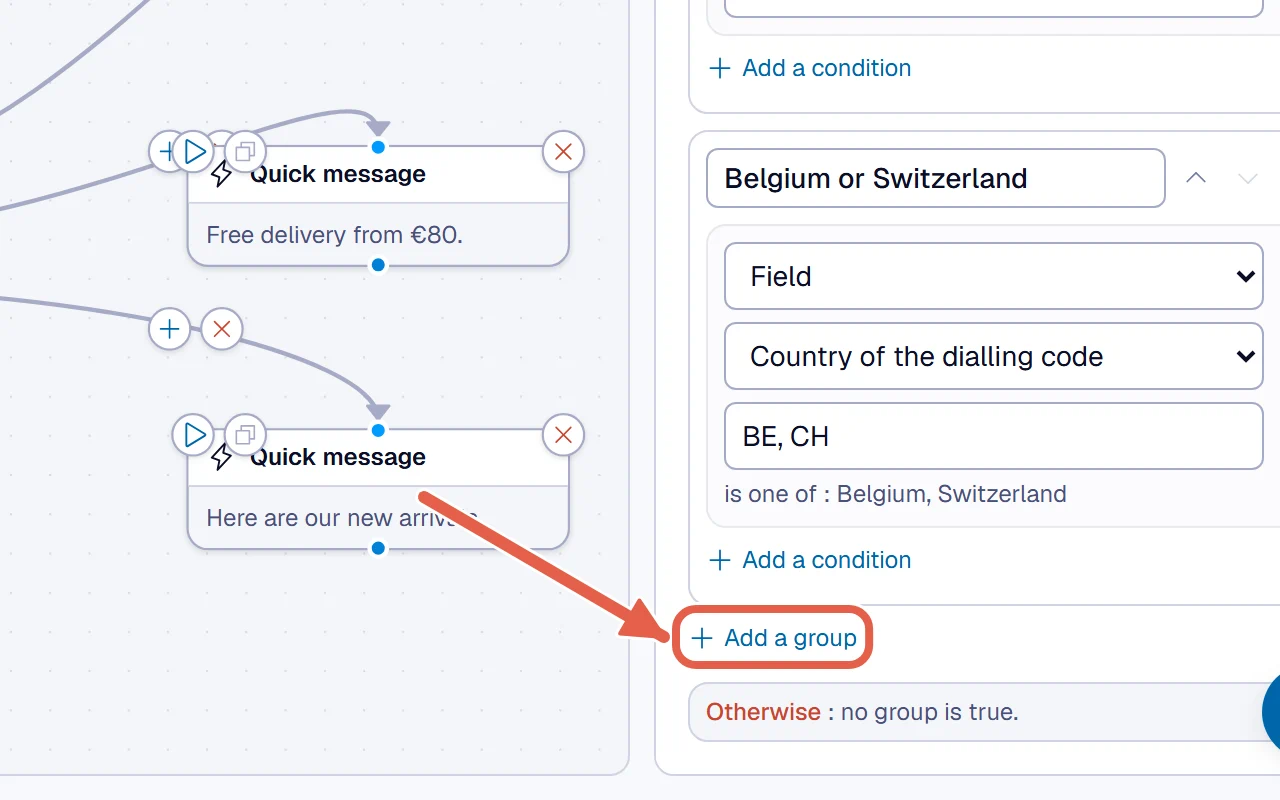 Quick message
Free delivery from €80.
Quick message
Here are our new arrivals
Add a condition
Belgium or Switzerland
Field
Country of the dialling code
BE, CH
is one of : Belgium, Switzerland
Add a condition
Add a group
Otherwise : no group is true.